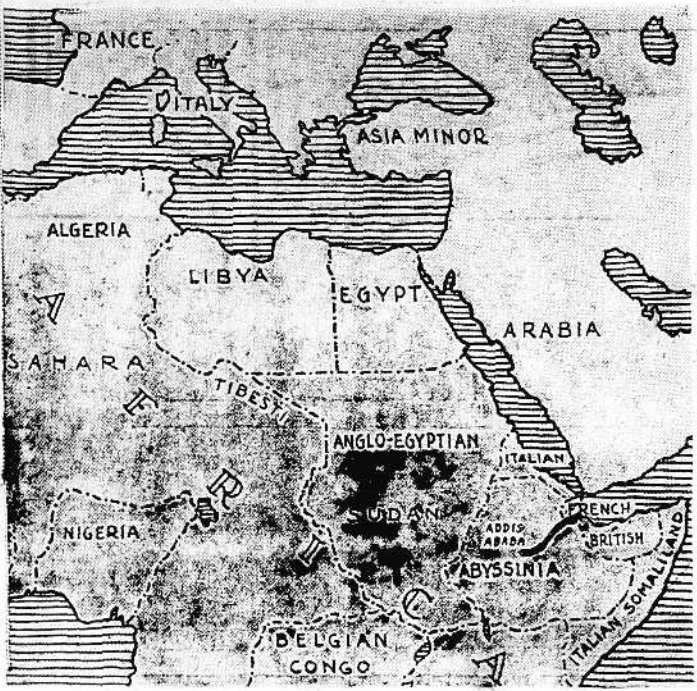 FRANCE
ITALY
ASIA MINOR
ALGERIA
LIBYA
EGYPT
ARABIA
SAHARA
TIBESTI
AFRICA
ANGLO-EGYPTIAN
SUDAN
ITALIAN
FRENCH
BRITISH
NIGERIA
ADDIS
ABABA
ABYSSINIA
ITALIAN SOMALILAND
BELGIAN
CONGO